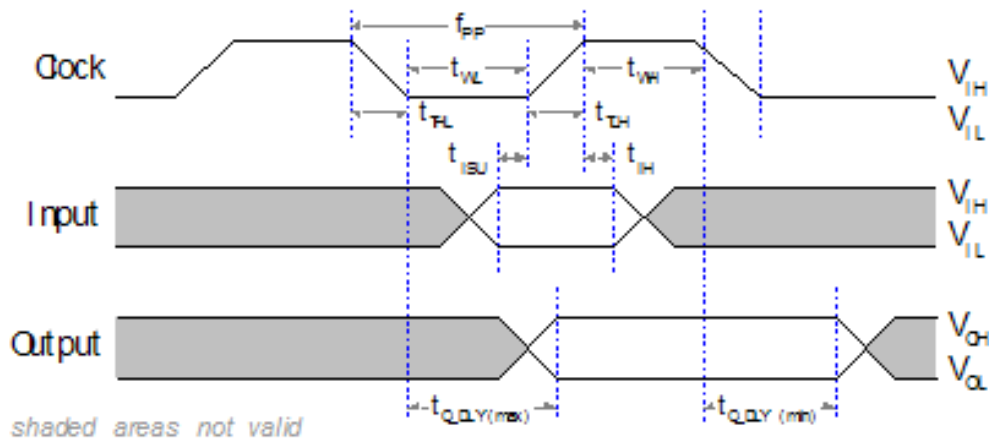 fPP
Clock
tWL
tWH
VIH
VIL
tTHL
tTLH
tISU
tIH
Input
VIH
VIL
Output
VOH
VOL
tO_DLY(max)
tO_DLY(min)
shaded areas not valid